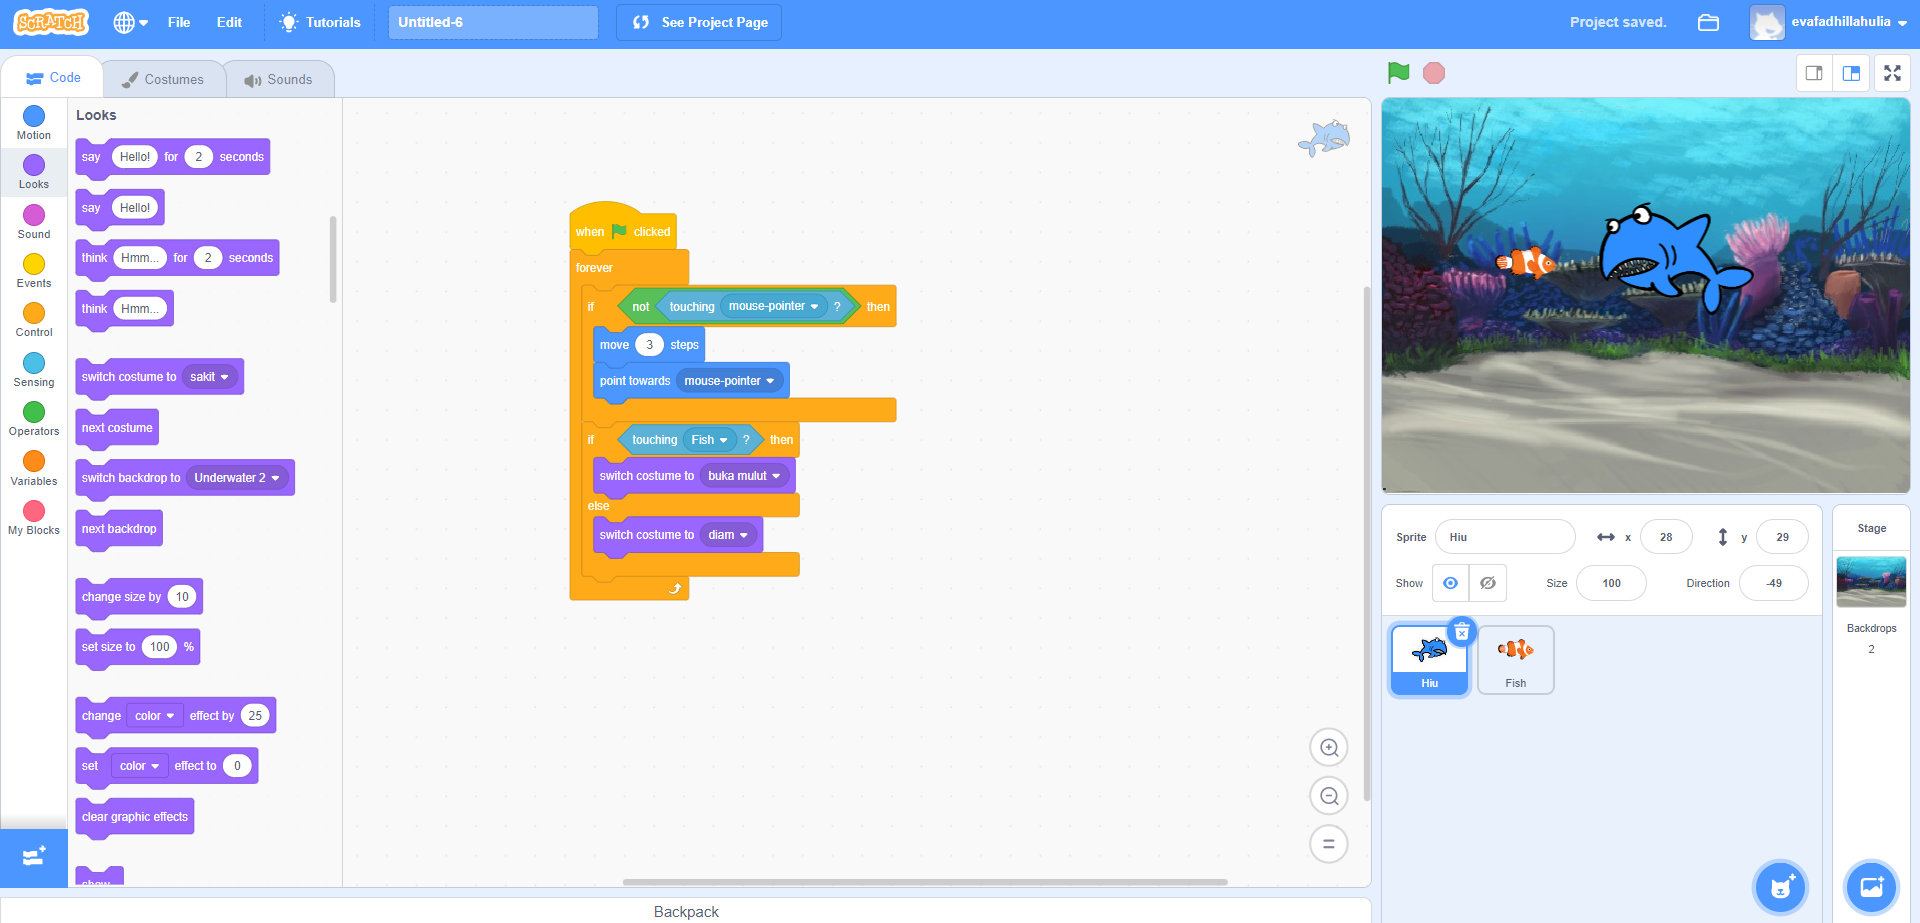 SCRATCH File Edit Tutorials Untitled-6 See Project Page Project saved. evafadhillahulia
Code Costumes Sounds
Motion
Looks
Sound
Events
Control
Sensing
Operators
Variables
My Blocks
Looks
say Hello! for 2 seconds
say Hello!
think Hmm... for 2 seconds
think Hmm...
switch costume to sakit
next costume
switch backdrop to Underwater 2
next backdrop
change size by 10
set size to 100 %
change color effect by 25
set color effect to 0
clear graphic effects
show
when clicked
forever
if not touching mouse-pointer ? then
move 3 steps
point towards mouse-pointer
if touching Fish ? then
switch costume to buka mulut
else
switch costume to diam
Backpack
Sprite Hiu x 28 y 29
Show Size 100 Direction -49
Hiu Fish
Stage
Backdrops
2